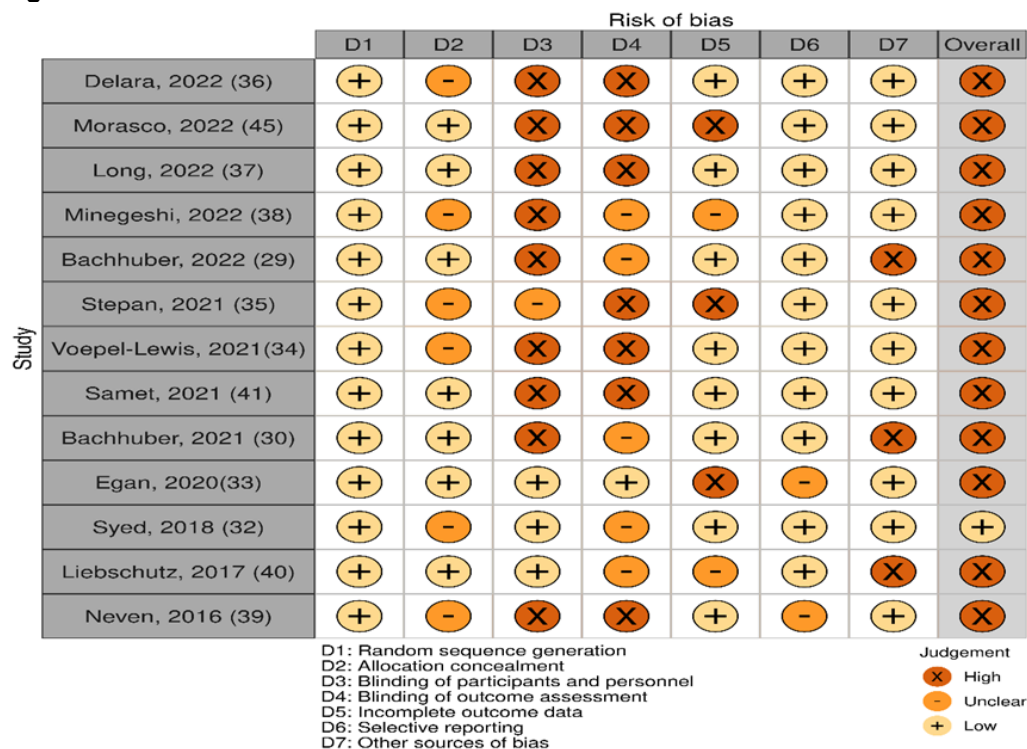 Risk of bias
D1 D2 D3 D4 D5 D6 D7 Overall
Delara, 2022 (36) + - X X + + + X
Morasco, 2022 (45) + + X X X + + X
Long, 2022 (37) + + X X + + + X
Minegeshi, 2022 (38) + - X - - + + X
Bachhuber, 2022 (29) + + X - + + X X
Stepan, 2021 (35) + - - X X + + X
Voepel-Lewis, 2021(34) + - X X + + + X
Samet, 2021 (41) + + X X + + + X
Bachhuber, 2021 (30) + + X - + + X X
Egan, 2020(33) + + + + X - + X
Syed, 2018 (32) + - + - + + + +
Liebschutz, 2017 (40) + + + - - + X X
Neven, 2016 (39) + - X X + - + X
Study
D1: Random sequence generation
D2: Allocation concealment
D3: Blinding of participants and personnel
D4: Blinding of outcome assessment
D5: Incomplete outcome data
D6: Selective reporting
D7: Other sources of bias
Judgement
X High
- Unclear
+ Low